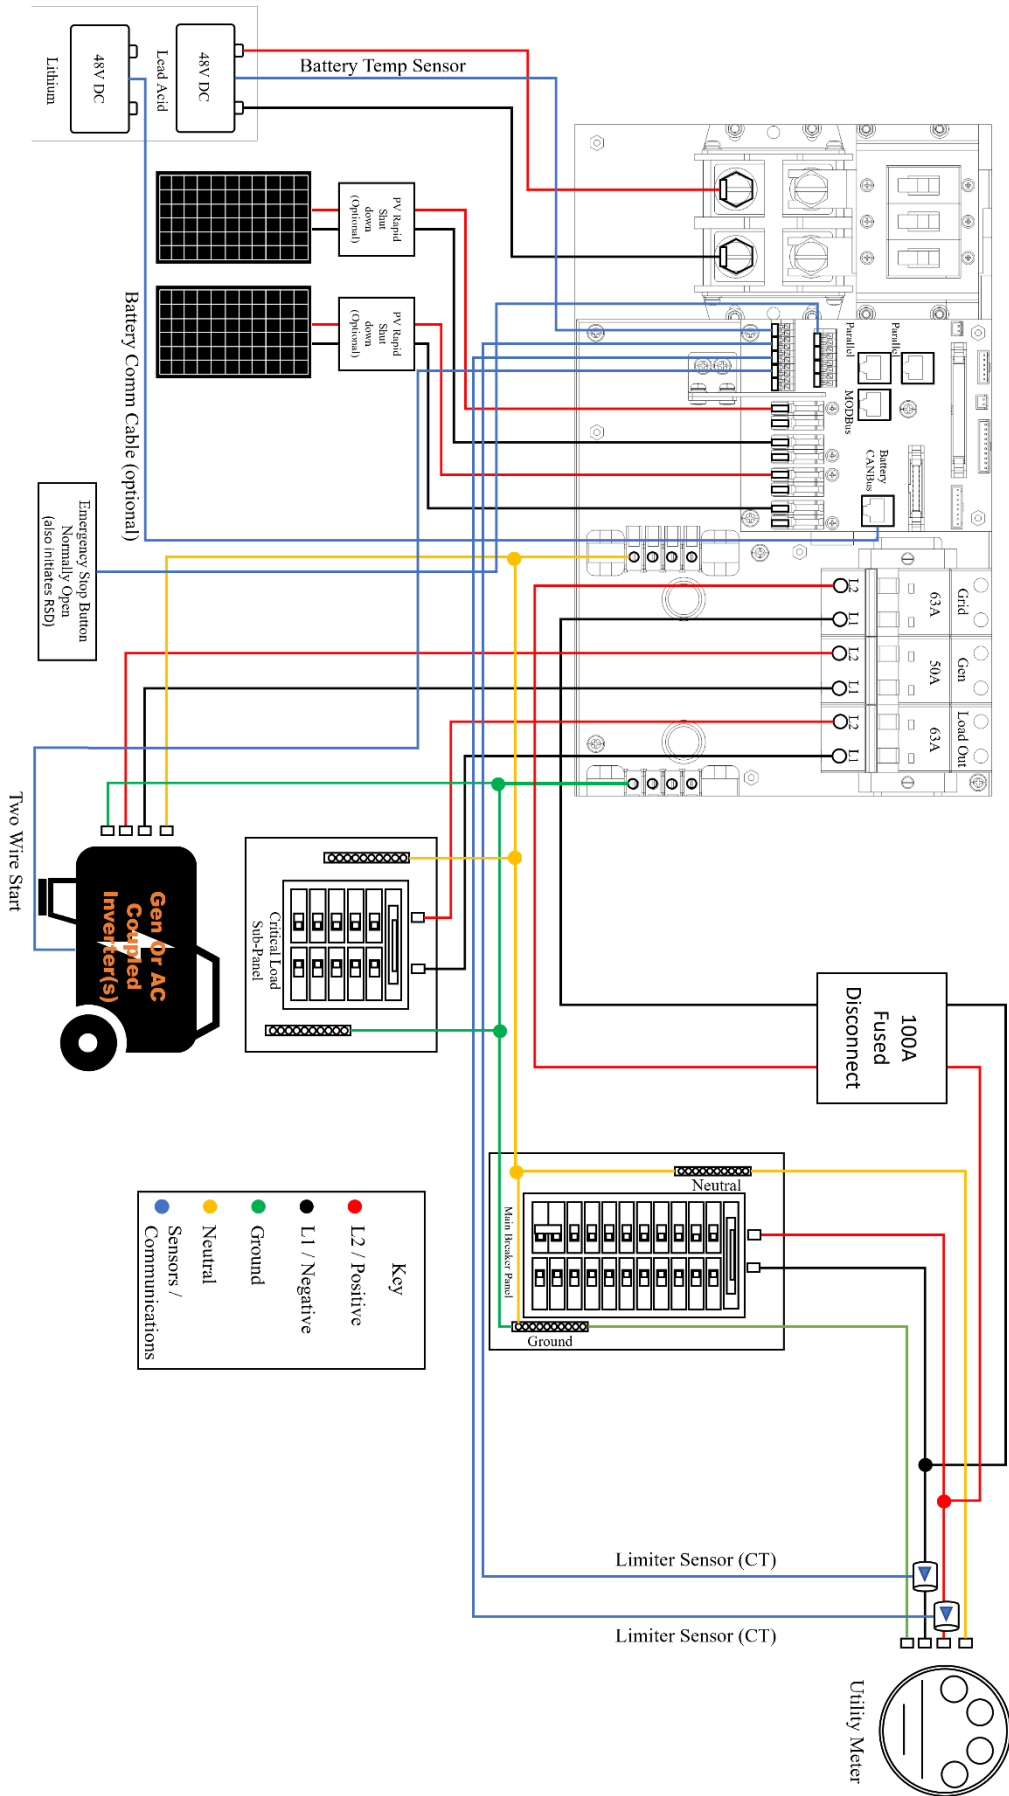 48V DC
Lithium
48V DC
Lead Acid
Battery Temp Sensor
PV Rapid
Shut
down
(Optional)
PV Rapid
Shut
down
(Optional)
Battery Comm Cable (optional)
Emergency Stop Button
Normally Open
(also initiates RSD)
Parallel
Parallel
MODBus
Battery
CANBus
L2
L1
63A
Grid
L2
L1
50A
Gen
L2
L1
63A
Load Out
Two Wire Start
Gen Or AC
Coupled
Inverter(s)
Critical Load
Sub-Panel
100A
Fused
Disconnect
Neutral
Main Breaker Panel
Ground
Key
L2 / Positive
L1 / Negative
Ground
Neutral
Sensors /
Communications
Limiter Sensor (CT)
Limiter Sensor (CT)
Utility Meter